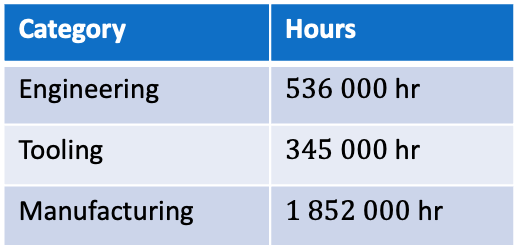 Category Hours
Engineering 536 000 hr
Tooling 345 000 hr
Manufacturing 1 852 000 hr